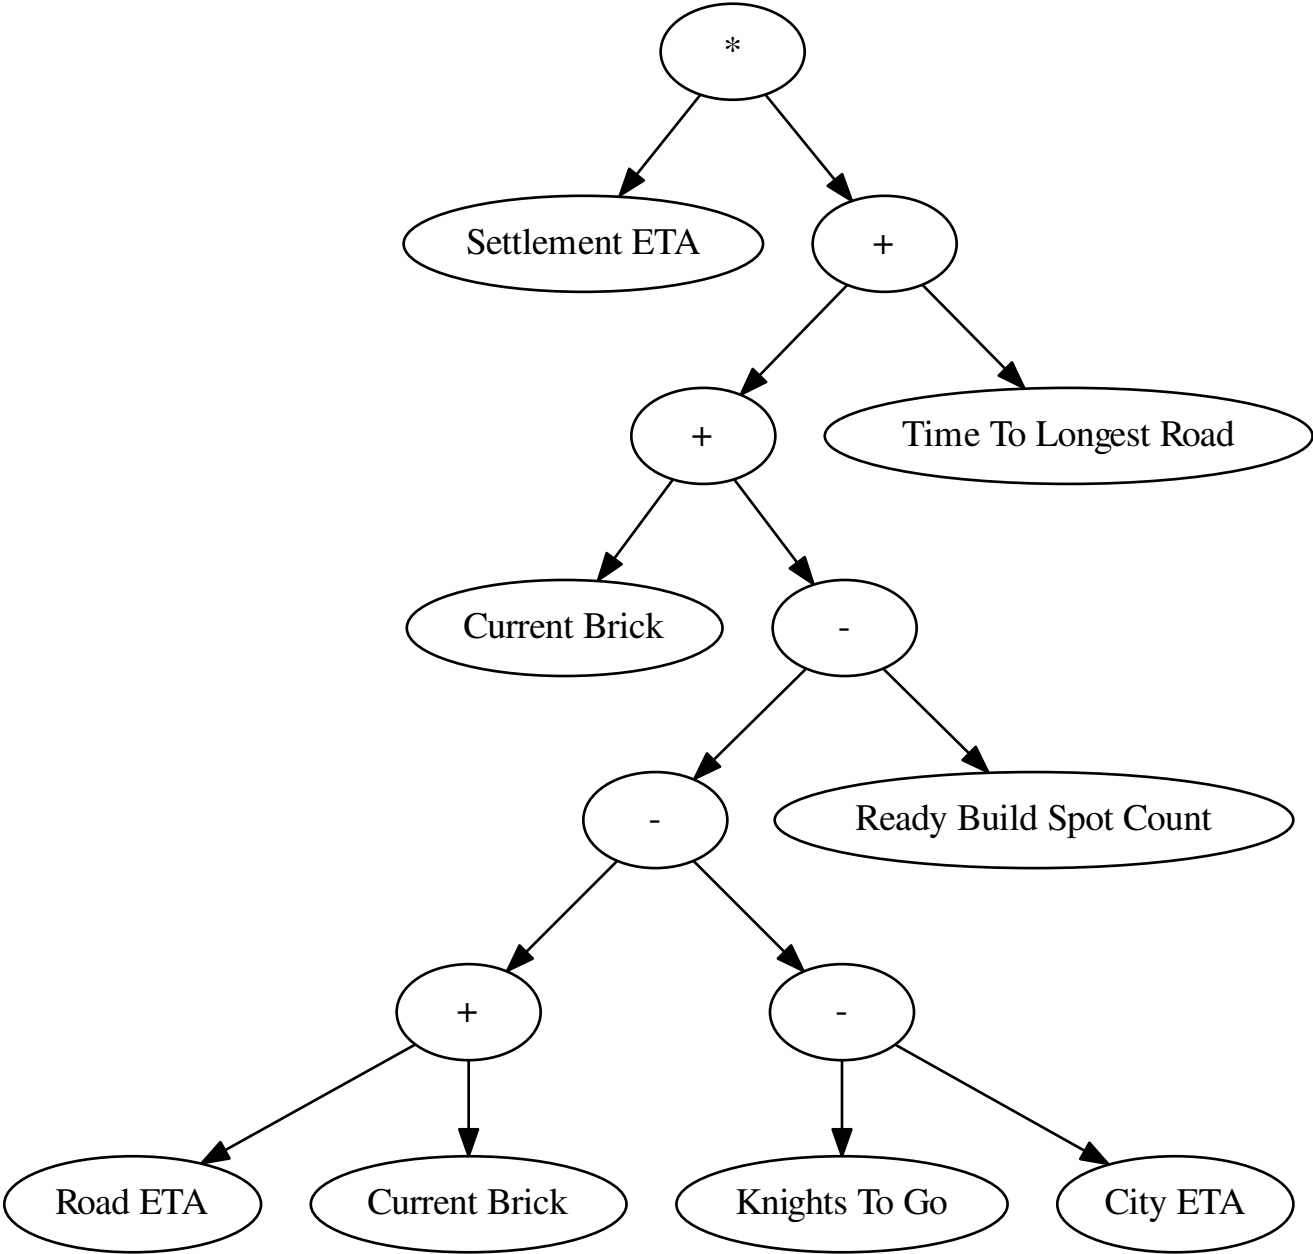 *
Settlement ETA
+
+
Time To Longest Road
Current Brick
-
-
Ready Build Spot Count
+
-
Road ETA
Current Brick
Knights To Go
City ETA